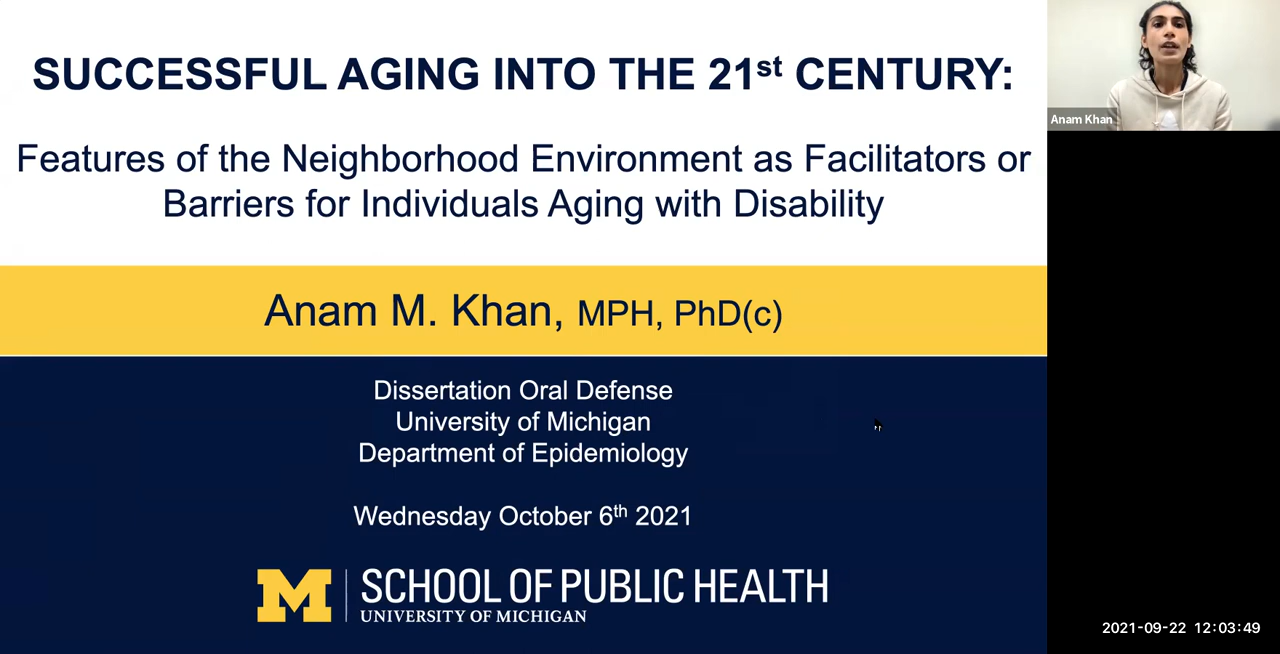 SUCCESSFUL AGING INTO THE 21st CENTURY:
Features of the Neighborhood Environment as Facilitators or
Barriers for Individuals Aging with Disability
Anam M. Khan, MPH, PhD(c)
Dissertation Oral Defense
University of Michigan
Department of Epidemiology
Wednesday October 6th 2021
M SCHOOL OF PUBLIC HEALTH
UNIVERSITY OF MICHIGAN
Anam Khan
2021-09-22 12:03:49